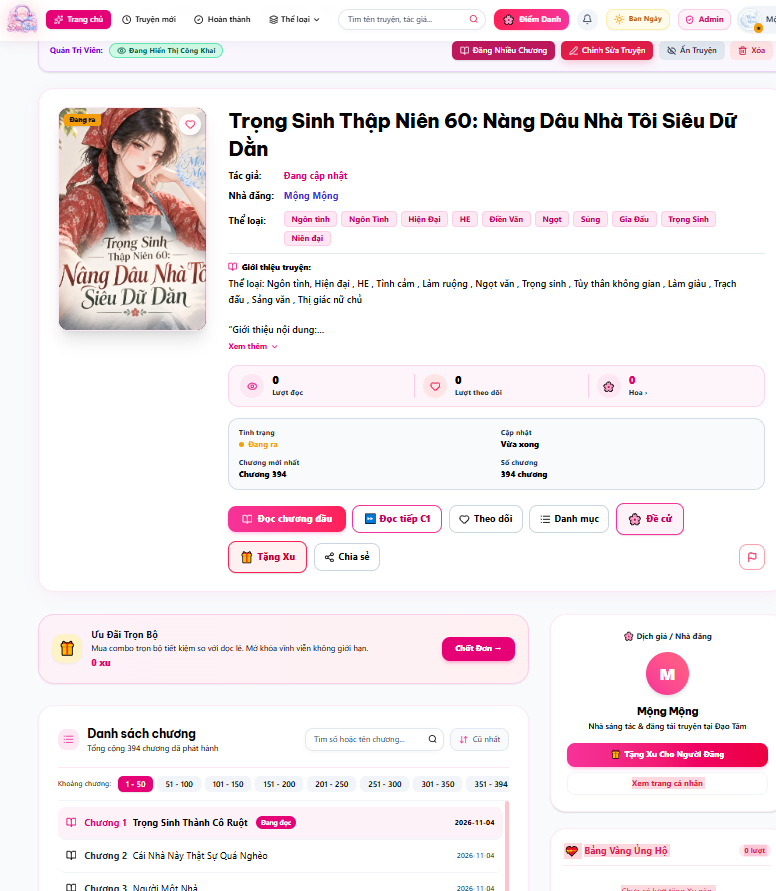 Trang chủ
Truyện mới
Hoàn thành
Thể loại
Tìm tên truyện, tác giả...
Điểm Danh
Ban Ngày
Admin
Quản Trị Viên:
Đang Hiển Thị Công Khai
Đăng Nhiều Chương
Chỉnh Sửa Truyện
Ẩn Truyện
Xóa
Đang ra
Trọng Sinh
Thập Niên 60:
Nàng Dâu Nhà Tô
Siêu Dữ Dằn
Trọng Sinh Thập Niên 60: Nàng Dâu Nhà Tôi Siêu Dữ
Dằn
Tác giả: Đang cập nhật
Nhà đăng: Mộng Mộng
Thể loại: Ngôn tình Ngôn Tình Hiện Đại HE Điền Văn Ngọt Sủng Gia Đấu Trọng Sinh
Niên đại
Giới thiệu truyện:
Thể loại: Ngôn tình, Hiện đại , HE , Tình cảm , Làm ruộng , Ngọt văn , Trọng sinh , Tùy thân không gian , Làm giàu , Trạch
đấu , Sảng văn , Thị giác nữ chủ
“Giới thiệu nội dung:...
Xem thêm
0
Lượt đọc
0
Lượt theo dõi
0
Hoa ›
Tình trạng
Đang ra
Cập nhật
Vừa xong
Chương mới nhất
Chương 394
Số chương
394 chương
Đọc chương đầu
Đọc tiếp C1
Theo dõi
Danh mục
Đề cử
Tặng Xu
Chia sẻ
Ưu Đãi Trọn Bộ
Mua combo trọn bộ tiết kiệm so với đọc lẻ. Mở khóa vĩnh viễn không giới hạn.
0 xu
Chốt Đơn →
Danh sách chương
Tổng cộng 394 chương đã phát hành
Tìm số hoặc tên chương...
Cũ nhất
Khoảng chương: 1 - 50 51 - 100 101 - 150 151 - 200 201 - 250 251 - 300 301 - 350 351 - 394
Chương 1 Trọng Sinh Thành Cô Ruột Đang đọc 2026-11-04
Chương 2 Cái Nhà Này Thật Sự Quá Nghèo 2026-11-04
Chương 3 Người Một Nhà
Dịch giả / Nhà đăng
M
Mộng Mộng
Nhà sáng tác & đăng tải truyện tại Đạo Tâm
Tặng Xu Cho Người Đăng
Xem trang cá nhân
Bảng Vàng Ủng Hộ
0 lượt